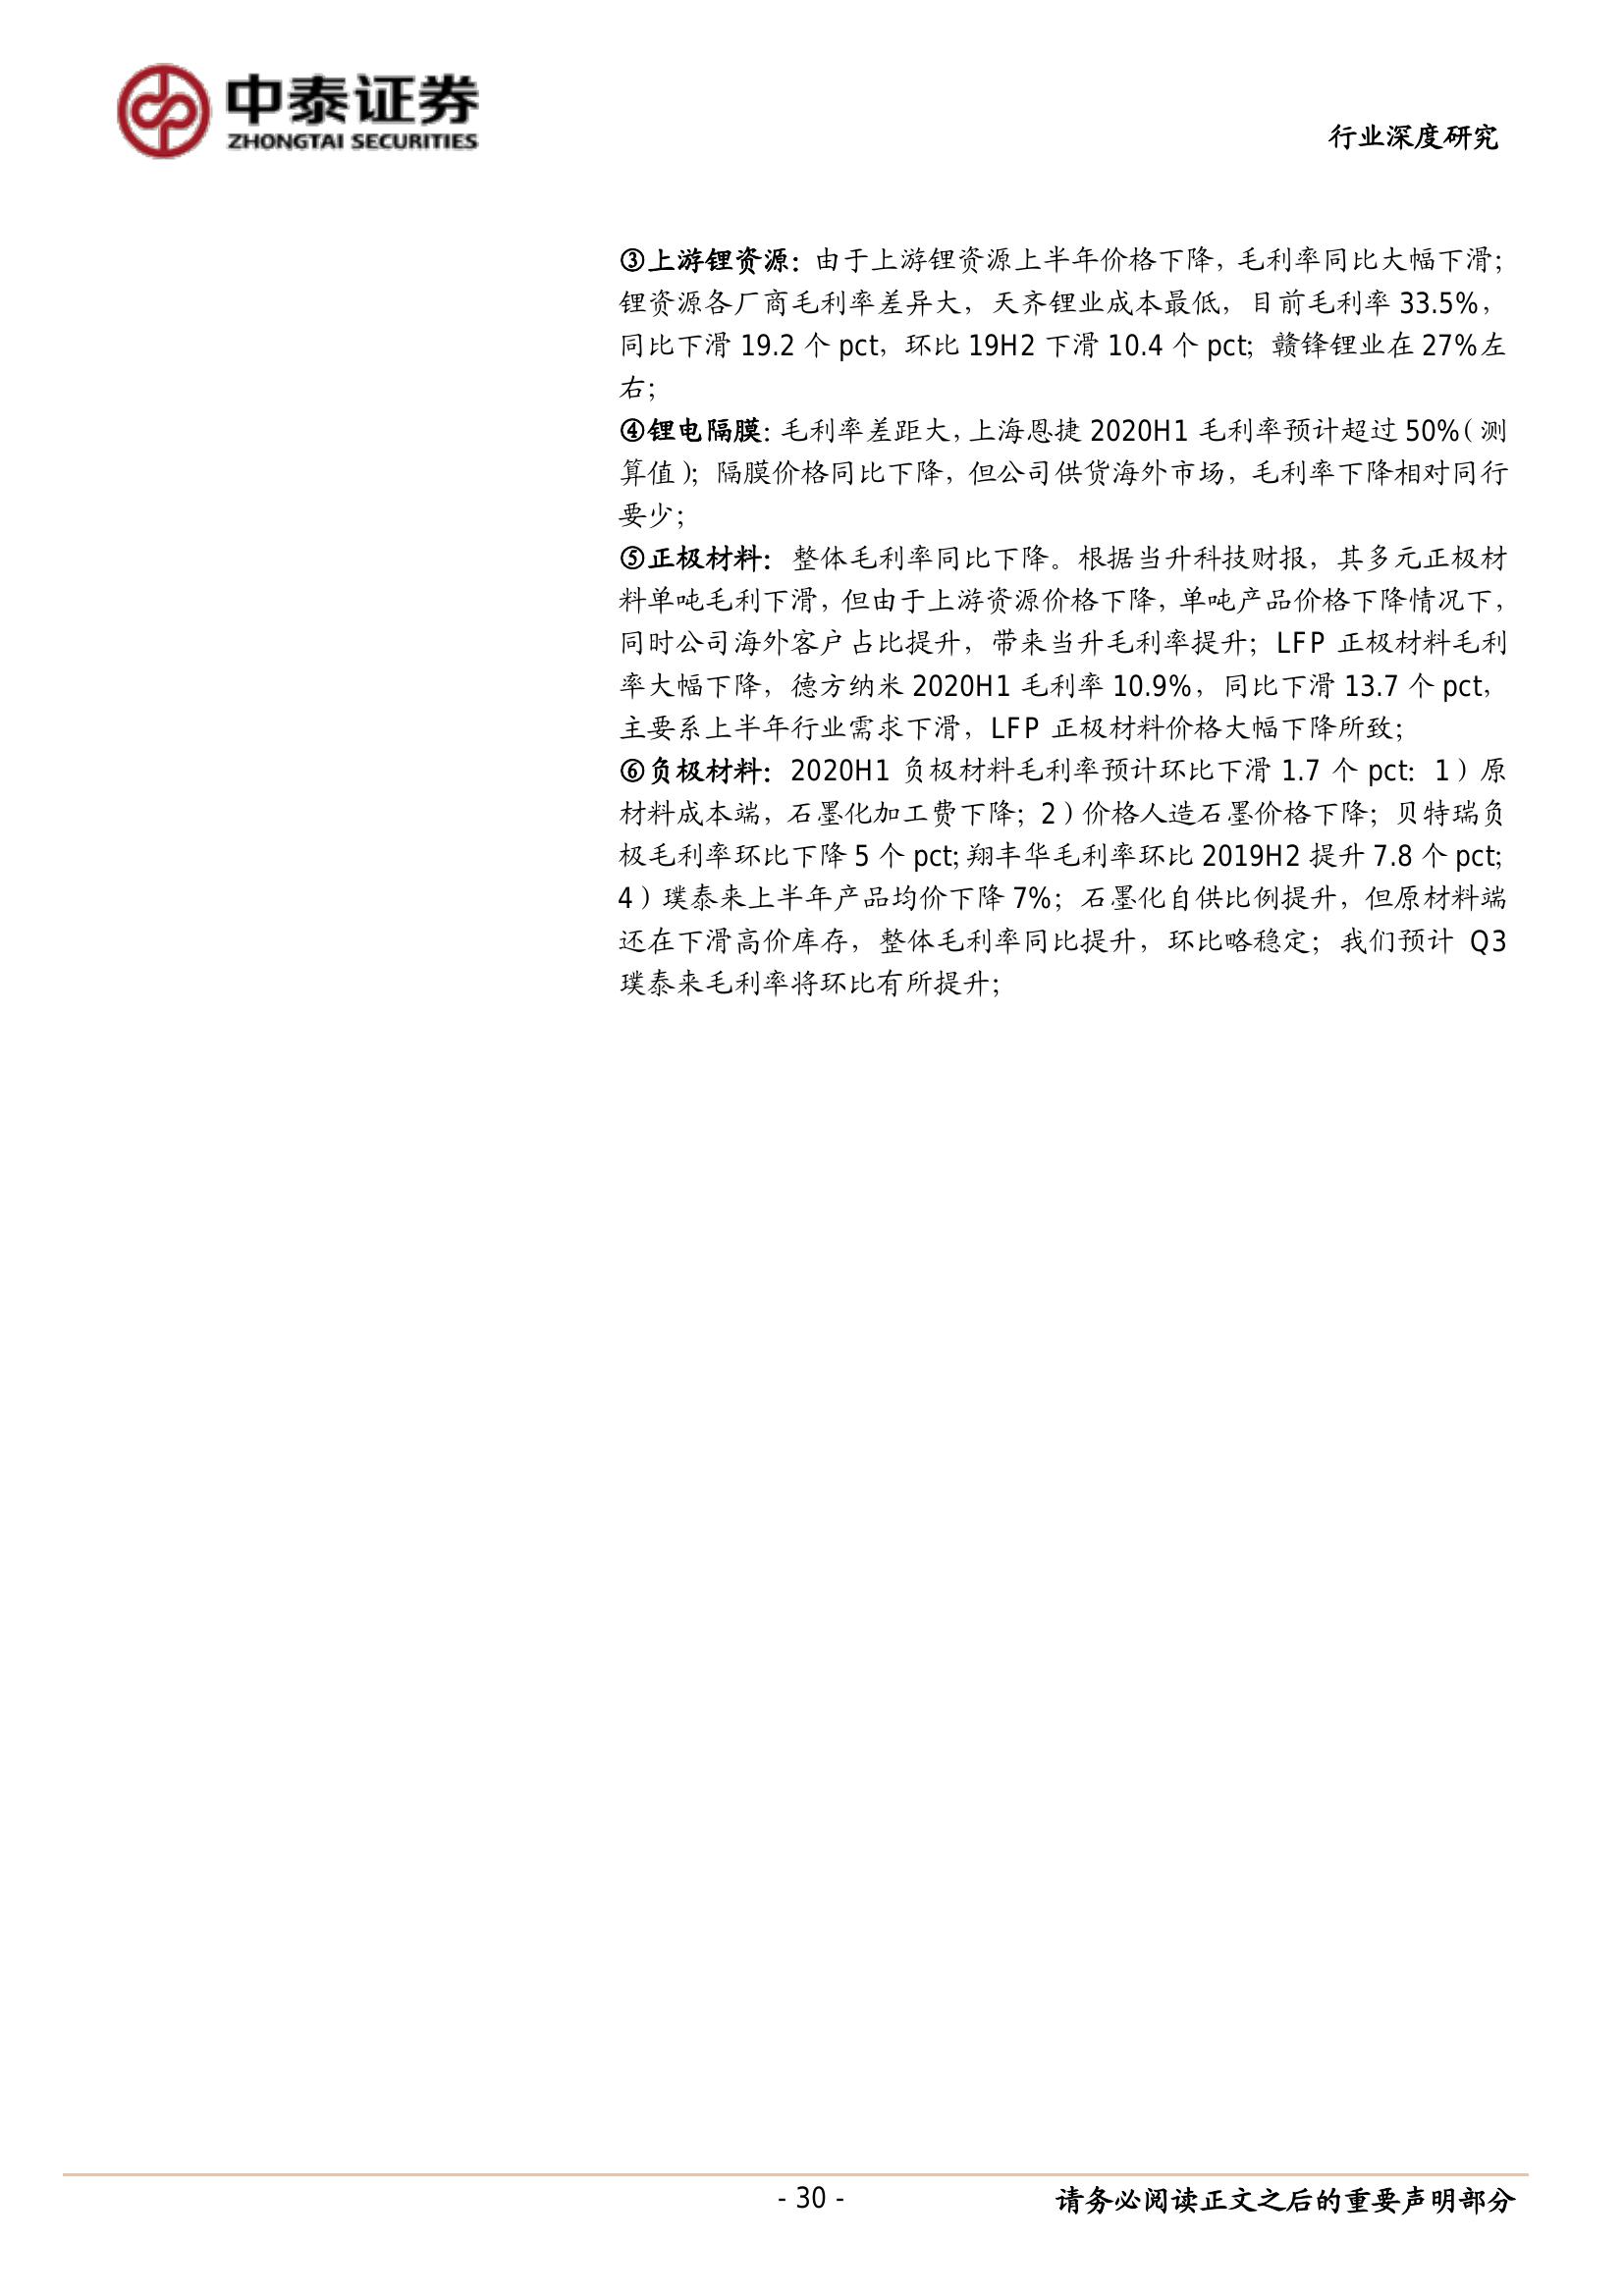 中泰证券
ZHONGTAI SECURITIES
行业深度研究
③上游锂资源：由于上游锂资源上半年价格下降，毛利率同比大幅下滑；
锂资源各厂商毛利率差异大，天齐锂业成本最低，目前毛利率 33.5%，
同比下滑 19.2 个 pct，环比 19H2 下滑 10.4 个 pct；赣锋锂业在 27%左
右；
④锂电隔膜：毛利率差距大，上海恩捷 2020H1 毛利率预计超过 50%（测
算值）；隔膜价格同比下降，但公司供货海外市场，毛利率下降相对同行
要少；
⑤正极材料：整体毛利率同比下降。根据当升科技财报，其多元正极材
料单吨毛利下滑，但由于上游资源价格下降，单吨产品价格下降情况下，
同时公司海外客户占比提升，带来当升毛利率提升；LFP 正极材料毛利
率大幅下降，德方纳米 2020H1 毛利率 10.9%，同比下滑 13.7 个 pct，
主要系上半年行业需求下滑，LFP 正极材料价格大幅下降所致；
⑥负极材料：2020H1 负极材料毛利率预计环比下滑 1.7 个 pct：1）原
材料成本端，石墨化加工费下降；2）价格人造石墨价格下降；贝特瑞负
极毛利率环比下降 5 个 pct；翔丰华毛利率环比 2019H2 提升 7.8 个 pct；
4）璞泰来上半年产品均价下降 7%；石墨化自供比例提升，但原材料端
还在下滑高价库存，整体毛利率同比提升，环比略稳定；我们预计 Q3
璞泰来毛利率将环比有所提升；
- 30 -
请务必阅读正文之后的重要声明部分